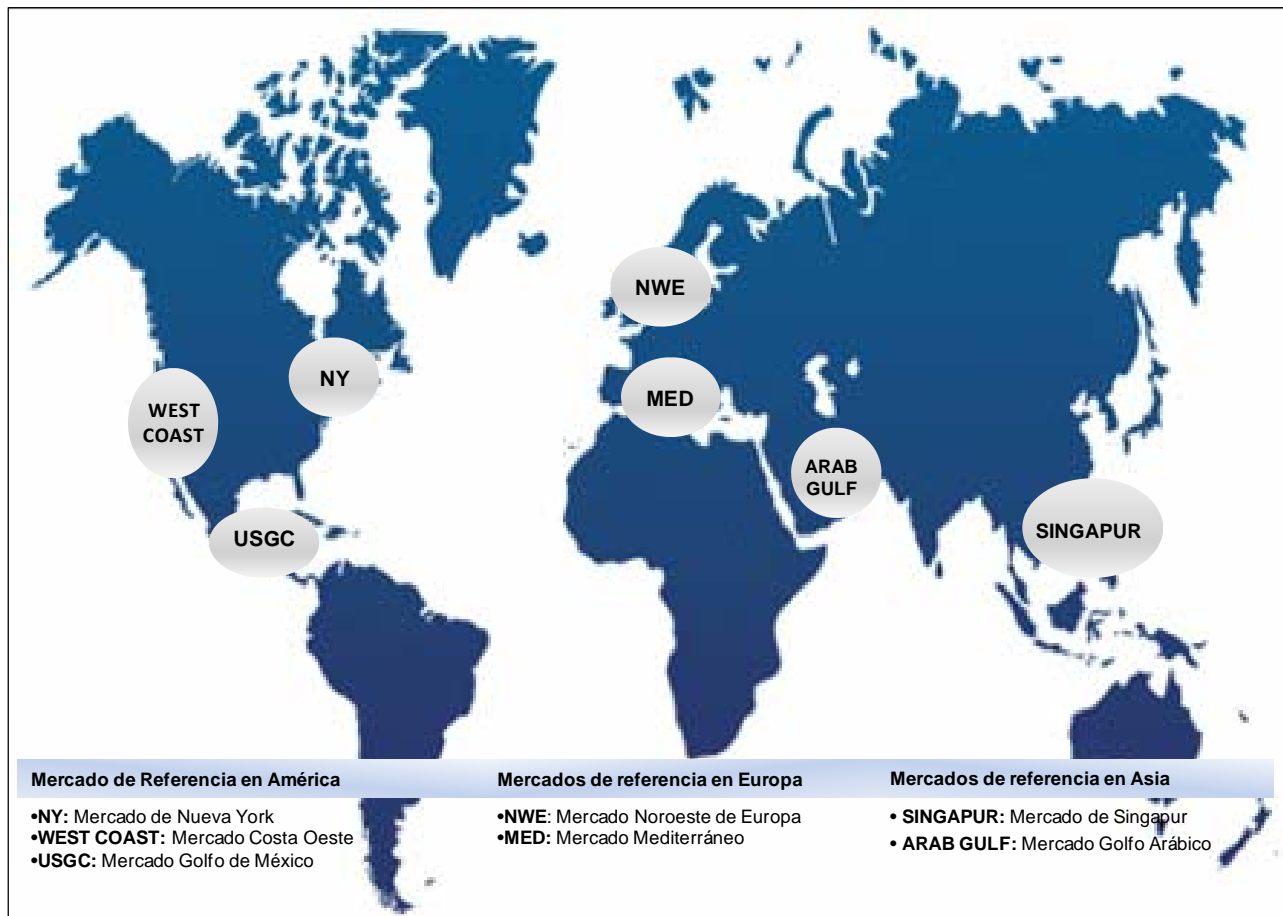 NWE
NY
MED
WEST
COAST
ARAB
GULF
USGC
SINGAPUR
Mercado de Referencia en América
•NY: Mercado de Nueva York
•WEST COAST: Mercado Costa Oeste
•USGC: Mercado Golfo de México
Mercados de referencia en Europa
•NWE: Mercado Noroeste de Europa
•MED: Mercado Mediterráneo
Mercados de referencia en Asia
• SINGAPUR: Mercado de Singapur
• ARAB GULF: Mercado Golfo Arábico